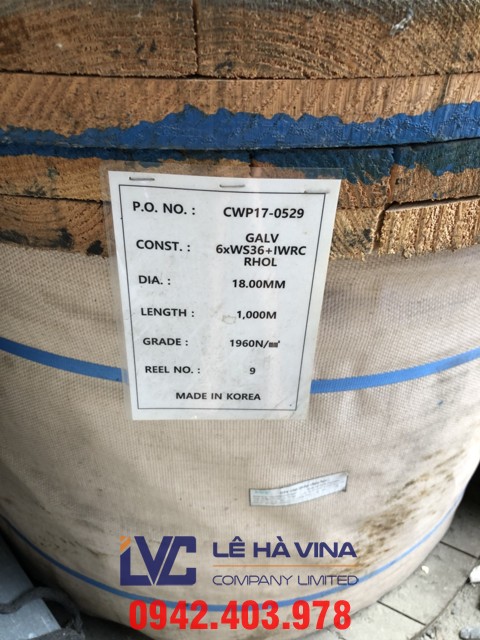 P.O. NO. : CWP17-0529
CONST. : GALV
6xWS36+IWRC
RHOL
DIA. : 18.00MM
LENGTH : 1,000M
GRADE : 1960N/㎟
REEL NO. : 9
MADE IN KOREA
LVC LÊ HÀ VINA
COMPANY LIMITED
0942.403.978